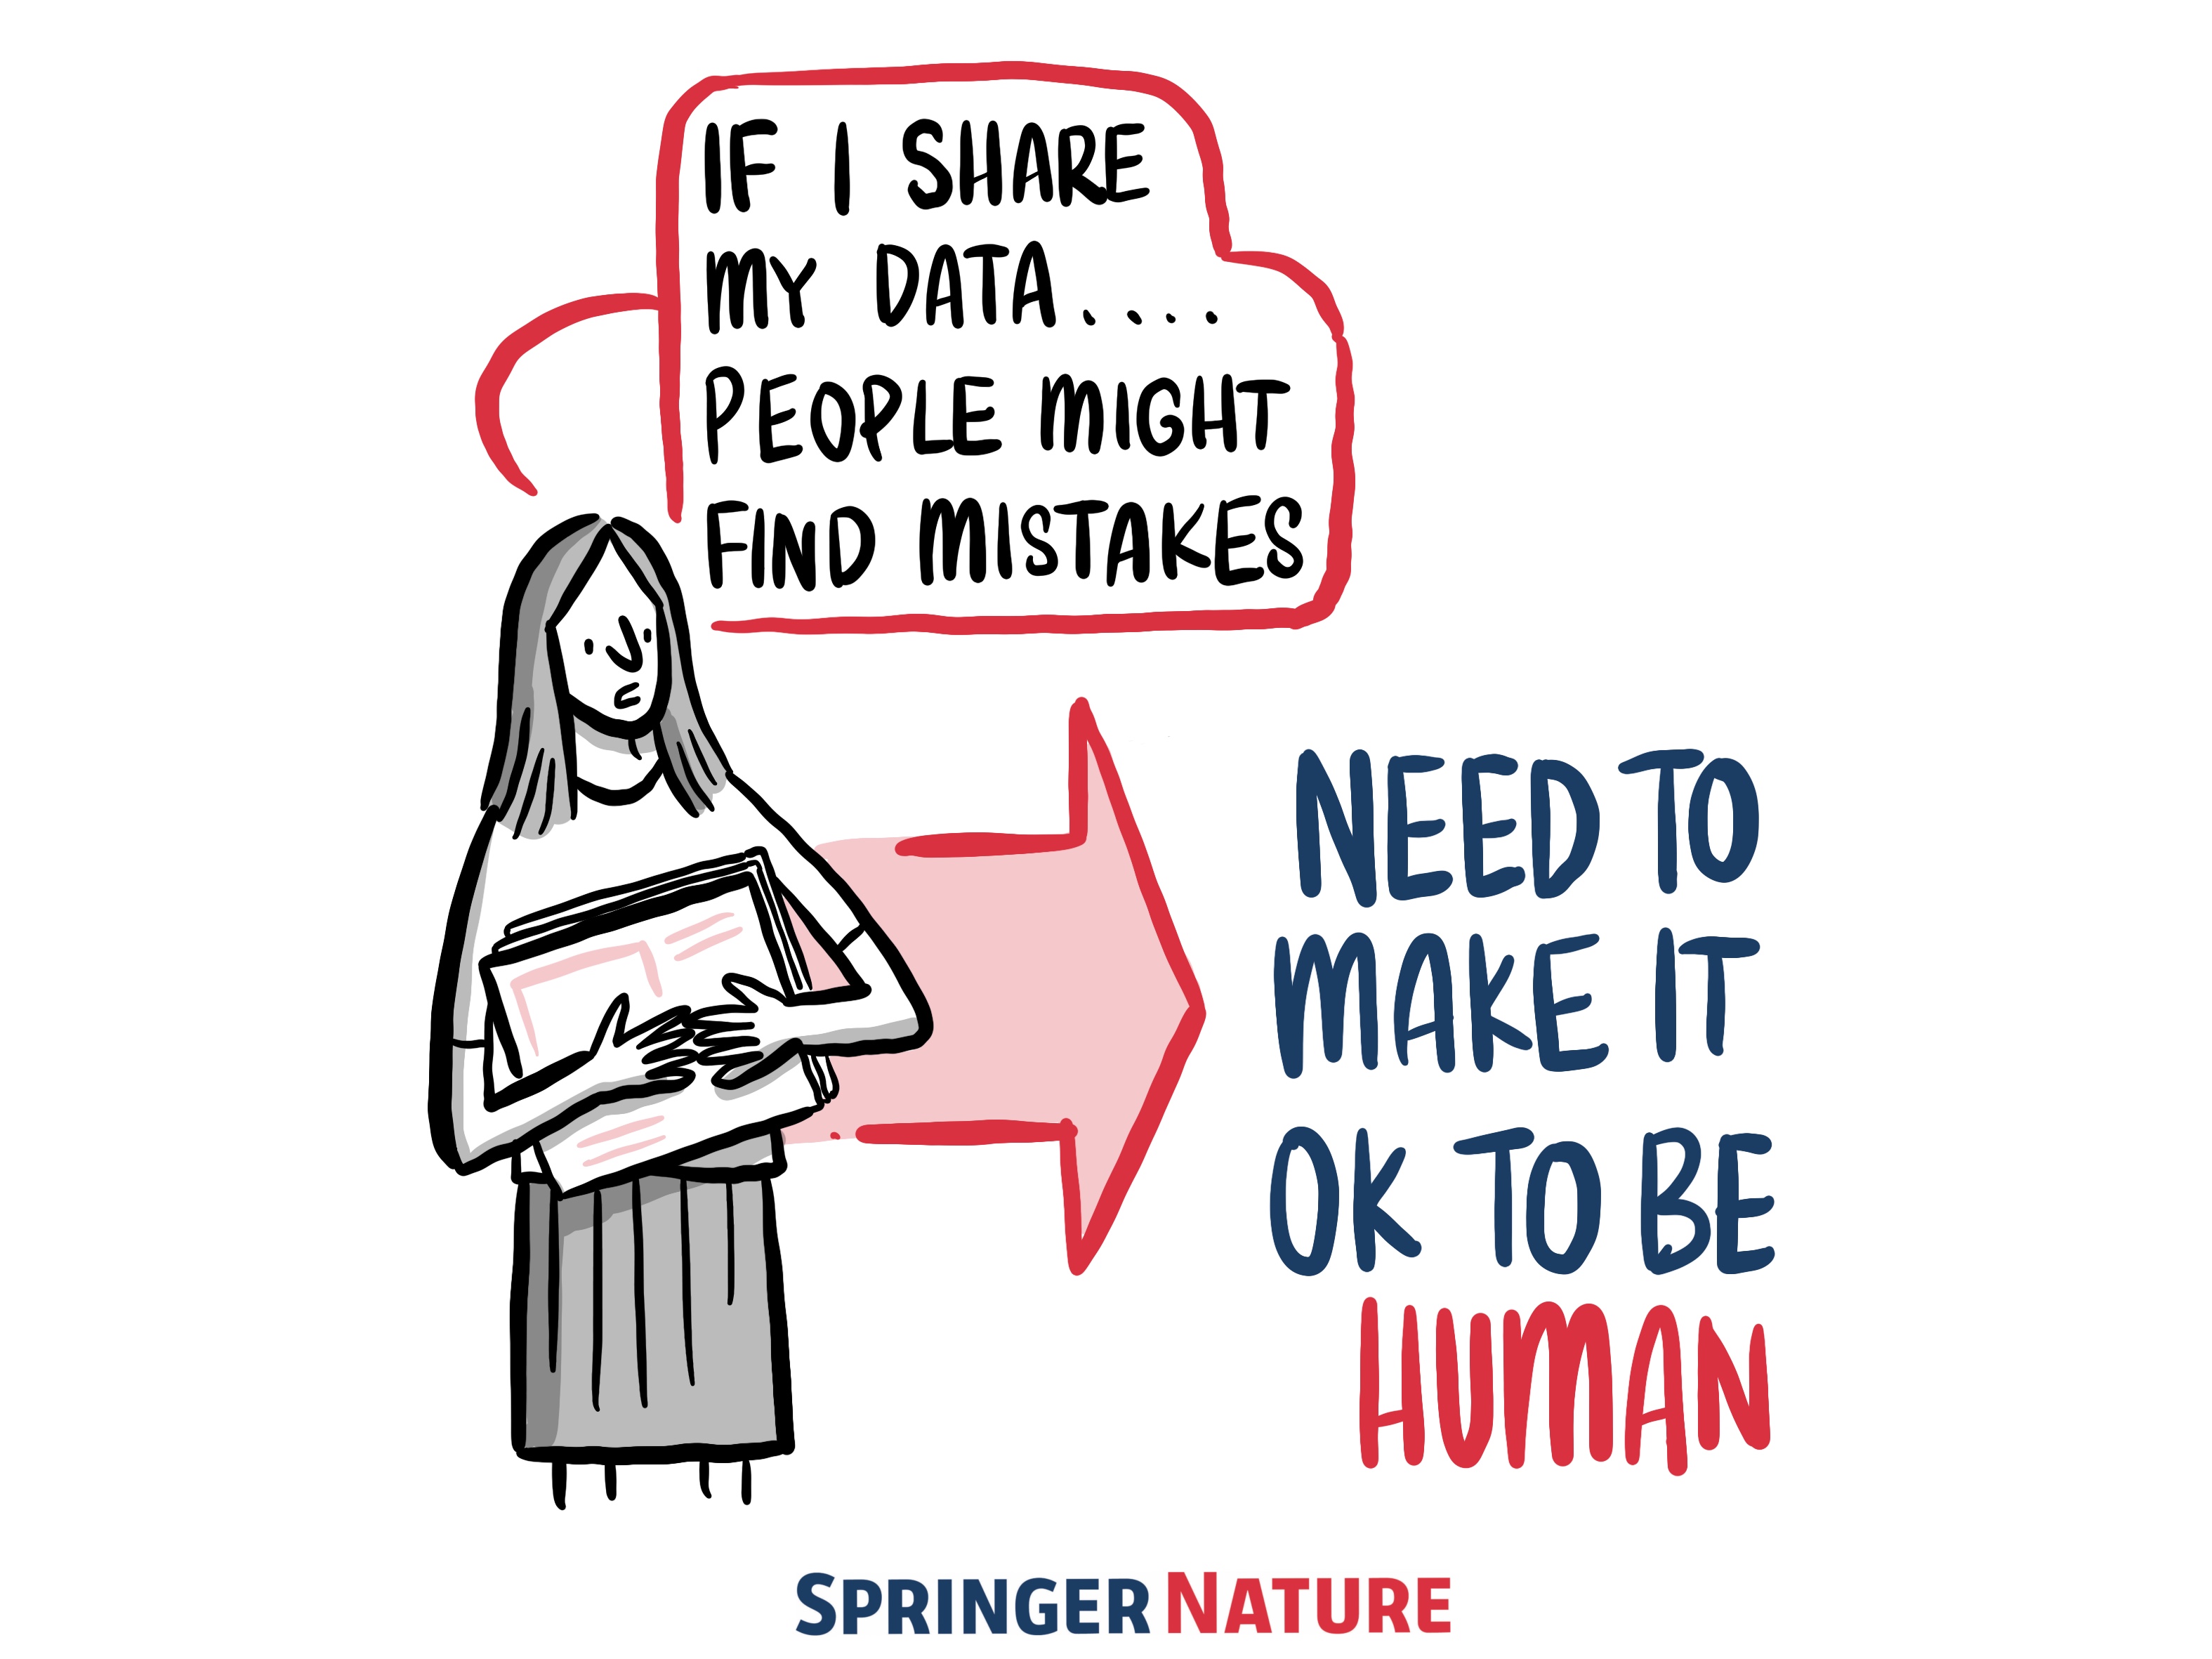 IF I SHARE
MY DATA....
PEOPLE MIGHT
FIND MISTAKES
NEED TO
MAKE IT
OK TO BE
HUMAN
SPRINGER NATURE